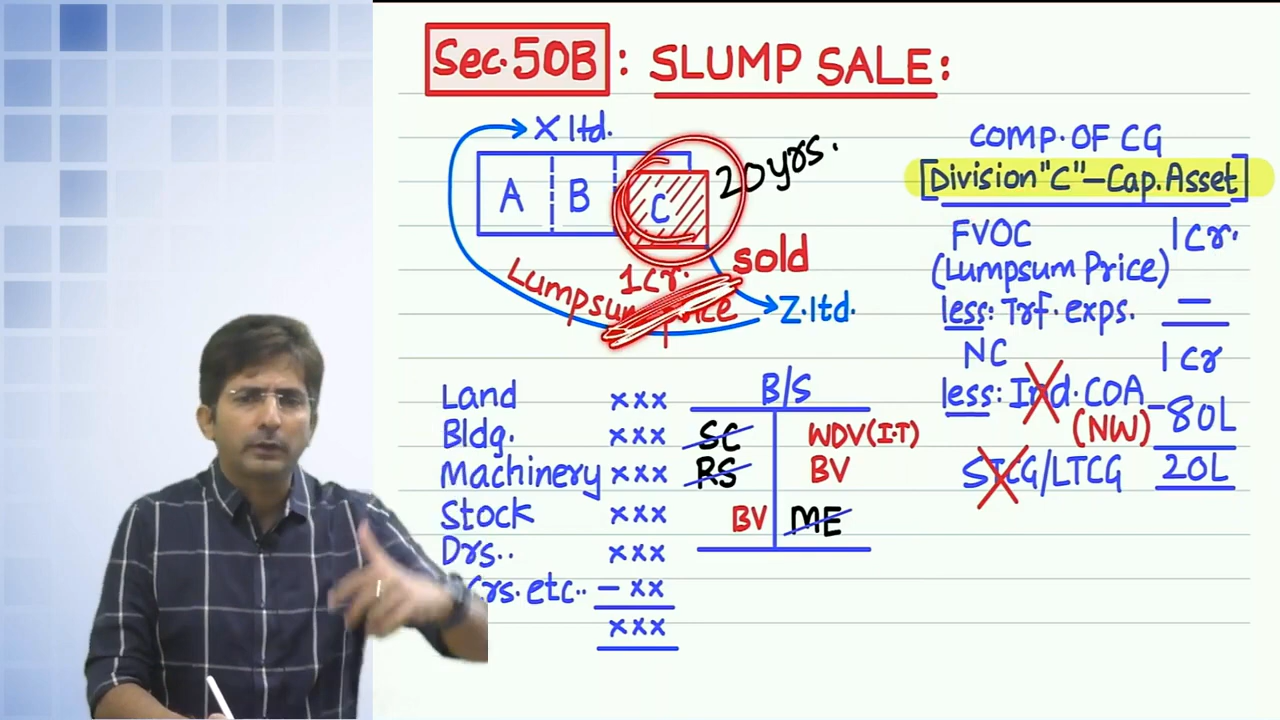 Sec.50B : SLUMP SALE:
X ltd.
A B C
20yrs.
1cr. sold
Lumpsum Price
Z.ltd.
Land xxx
Bldg. xxx
Machinery xxx
Stock xxx
Drs.. xxx
Crs. etc.. - xx
xxx
B/S
SC WDV(I.T)
RS BV
BV ME
COMP. OF CG
[Division "C" - Cap. Asset]
FVOC 1Cr.
(Lumpsum Price)
less: Trf. exps. —
NC 1Cr
less: Ind. COA
(NW) -80L
STCG/LTCG 20L